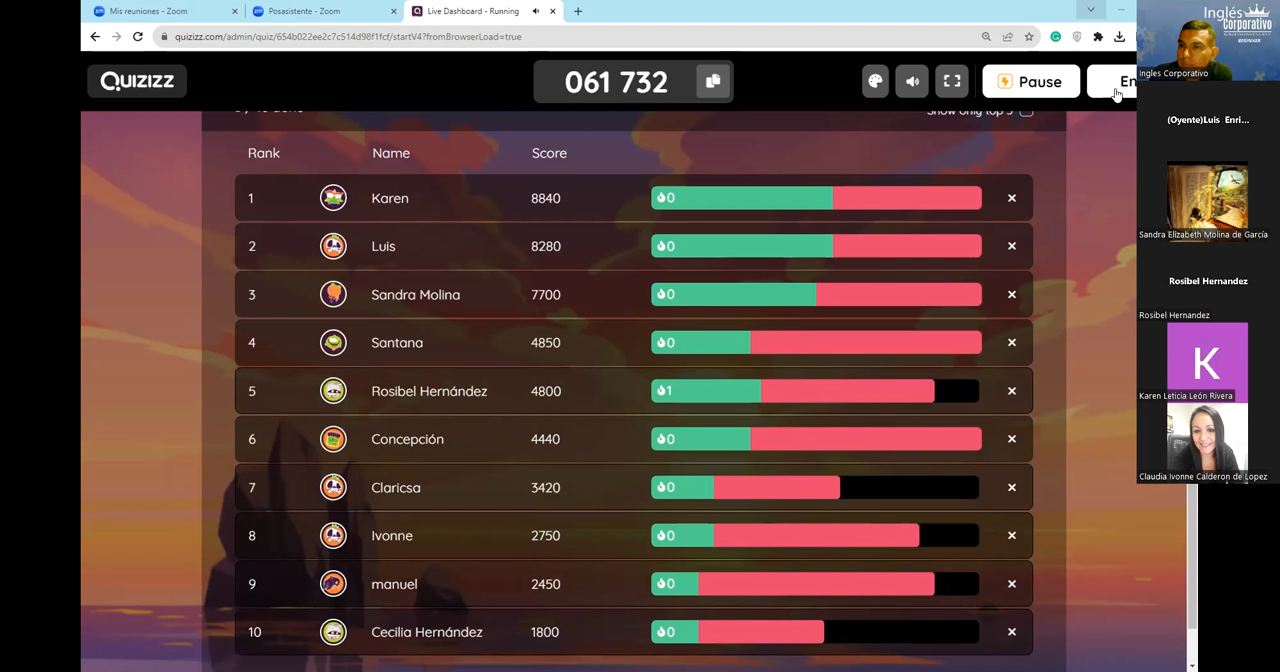 Mis reuniones - Zoom
Posasistente - Zoom
Live Dashboard - Running
quizizz.com/admin/quiz/654b022ee2c7c514d98f1fcf/startV4?fromBrowserLoad=true
Quizizz
061 732
Pause
En
Show only top 5
Rank Name Score
1 Karen 8840 0
2 Luis 8280 0
3 Sandra Molina 7700 0
4 Santana 4850 0
5 Rosibel Hernández 4800 1
6 Concepción 4440 0
7 Claricsa 3420 0
8 Ivonne 2750 0
9 manuel 2450 0
10 Cecilia Hernández 1800 0
Inglés
Corporativo
BEGINNER
Ingles Corporativo
(Oyente)Luis Enri...
Sandra Elizabeth Molina de García
Rosibel Hernandez
Rosibel Hernandez
K
Karen Leticia León Rivera
Claudia Ivonne Calderon de Lopez